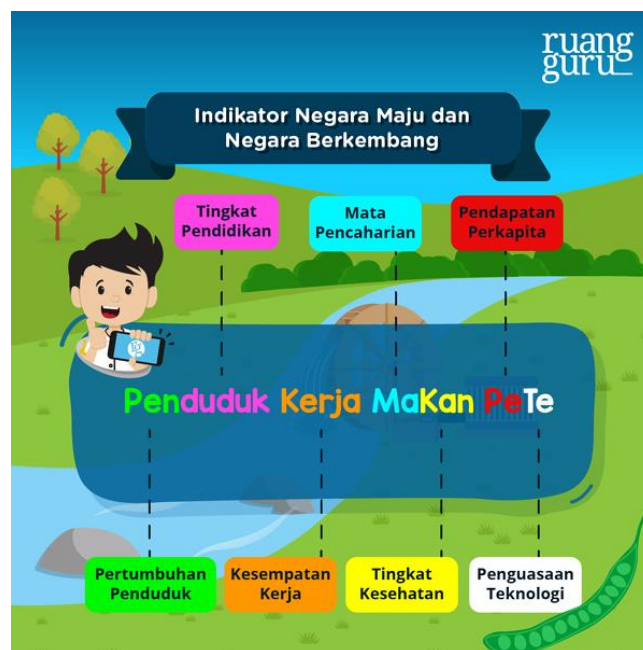 ruang
guru
Indikator Negara Maju dan
Negara Berkembang
Tingkat
Pendidikan
Mata
Pencaharian
Pendapatan
Perkapita
Penduduk Kerja MaKan PeTe
Pertumbuhan
Penduduk
Kesempatan
Kerja
Tingkat
Kesehatan
Penguasaan
Teknologi